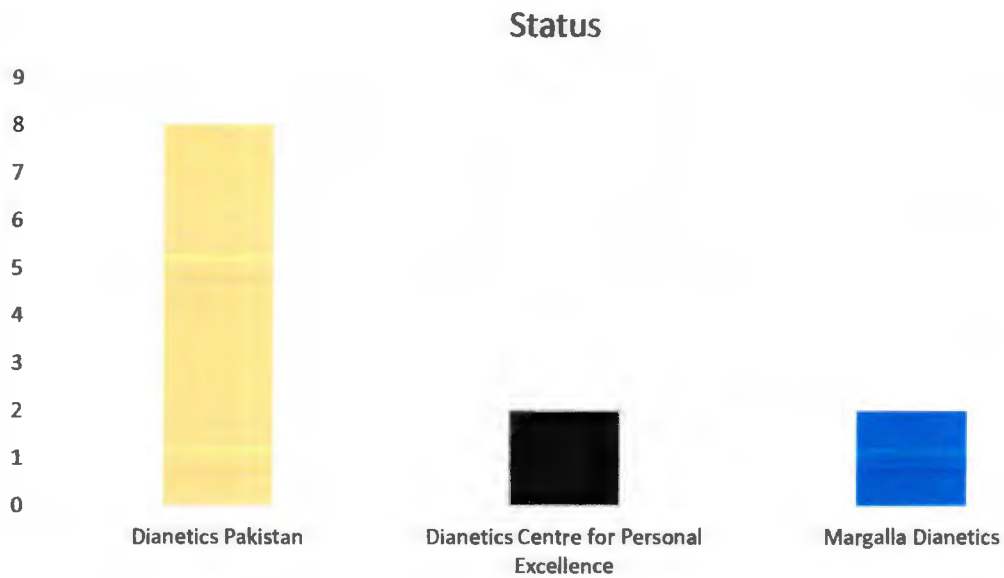 Status
9
8
7
6
5
4
3
2
1
0
Dianetics Pakistan
Dianetics Centre for Personal
Excellence
Margalla Dianetics